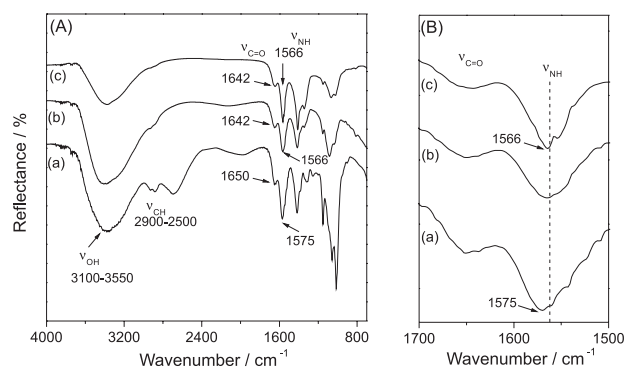 (A)
ν_C=O
ν_NH
1566
(c)
1642
(b)
1642
1566
(a)
1650
ν_CH
2900-2500
1575
ν_OH
3100-3550
Reflectance / %
4000 3200 2400 1600 800
Wavenumber / cm⁻¹
(B)
ν_C=O
ν_NH
(c)
1566
(b)
(a)
1575
1700 1600 1500
Wavenumber / cm⁻¹